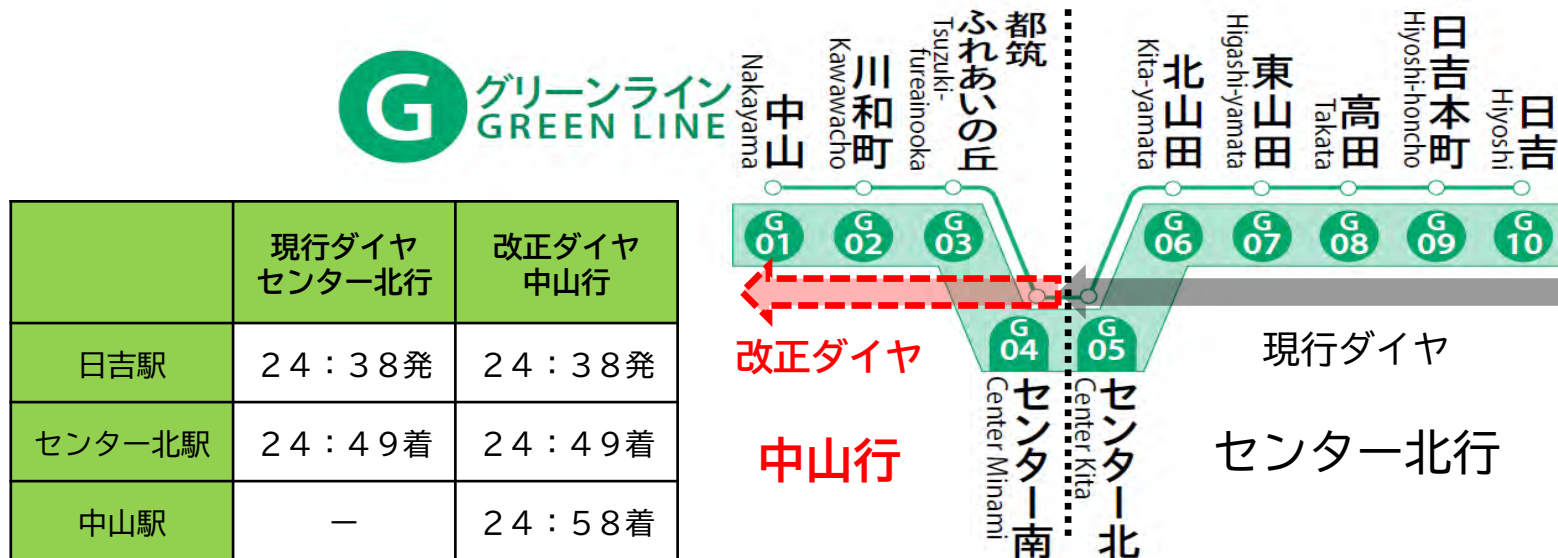 G グリーンライン
GREEN LINE
現行ダイヤ
センター北行
改正ダイヤ
中山行
日吉駅
24：38発
24：38発
センター北駅
24：49着
24：49着
中山駅
－
24：58着
中山
Nakayama
川和町
Kawawacho
都筑
ふれあいの丘
Tsuzuki-
fureainooka
北山田
Kita-yamata
東山田
Higashi-yamata
高田
Takata
日吉本町
Hiyoshi-honcho
日吉
Hiyoshi
G 01
G 02
G 03
G 04
G 05
G 06
G 07
G 08
G 09
G 10
センター南
Center Minami
センター北
Center Kita
改正ダイヤ
中山行
現行ダイヤ
センター北行